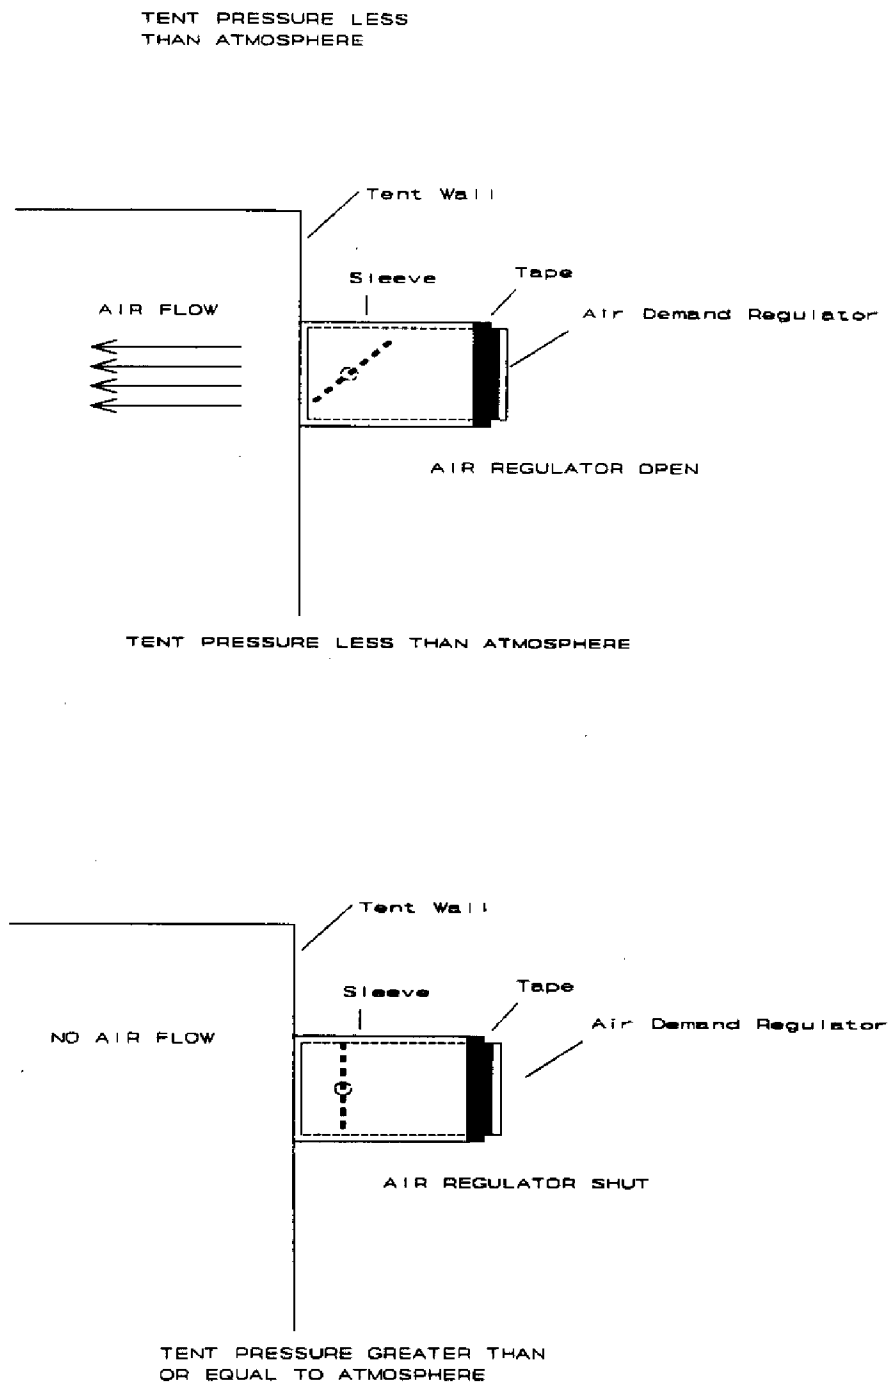 TENT PRESSURE LESS
THAN ATMOSPHERE
Tent Wall
Sleeve
Tape
AIR FLOW
Air Demand Regulator
AIR REGULATOR OPEN
TENT PRESSURE LESS THAN ATMOSPHERE
Tent Wall
Sleeve
Tape
NO AIR FLOW
Air Demand Regulator
AIR REGULATOR SHUT
TENT PRESSURE GREATER THAN
OR EQUAL TO ATMOSPHERE